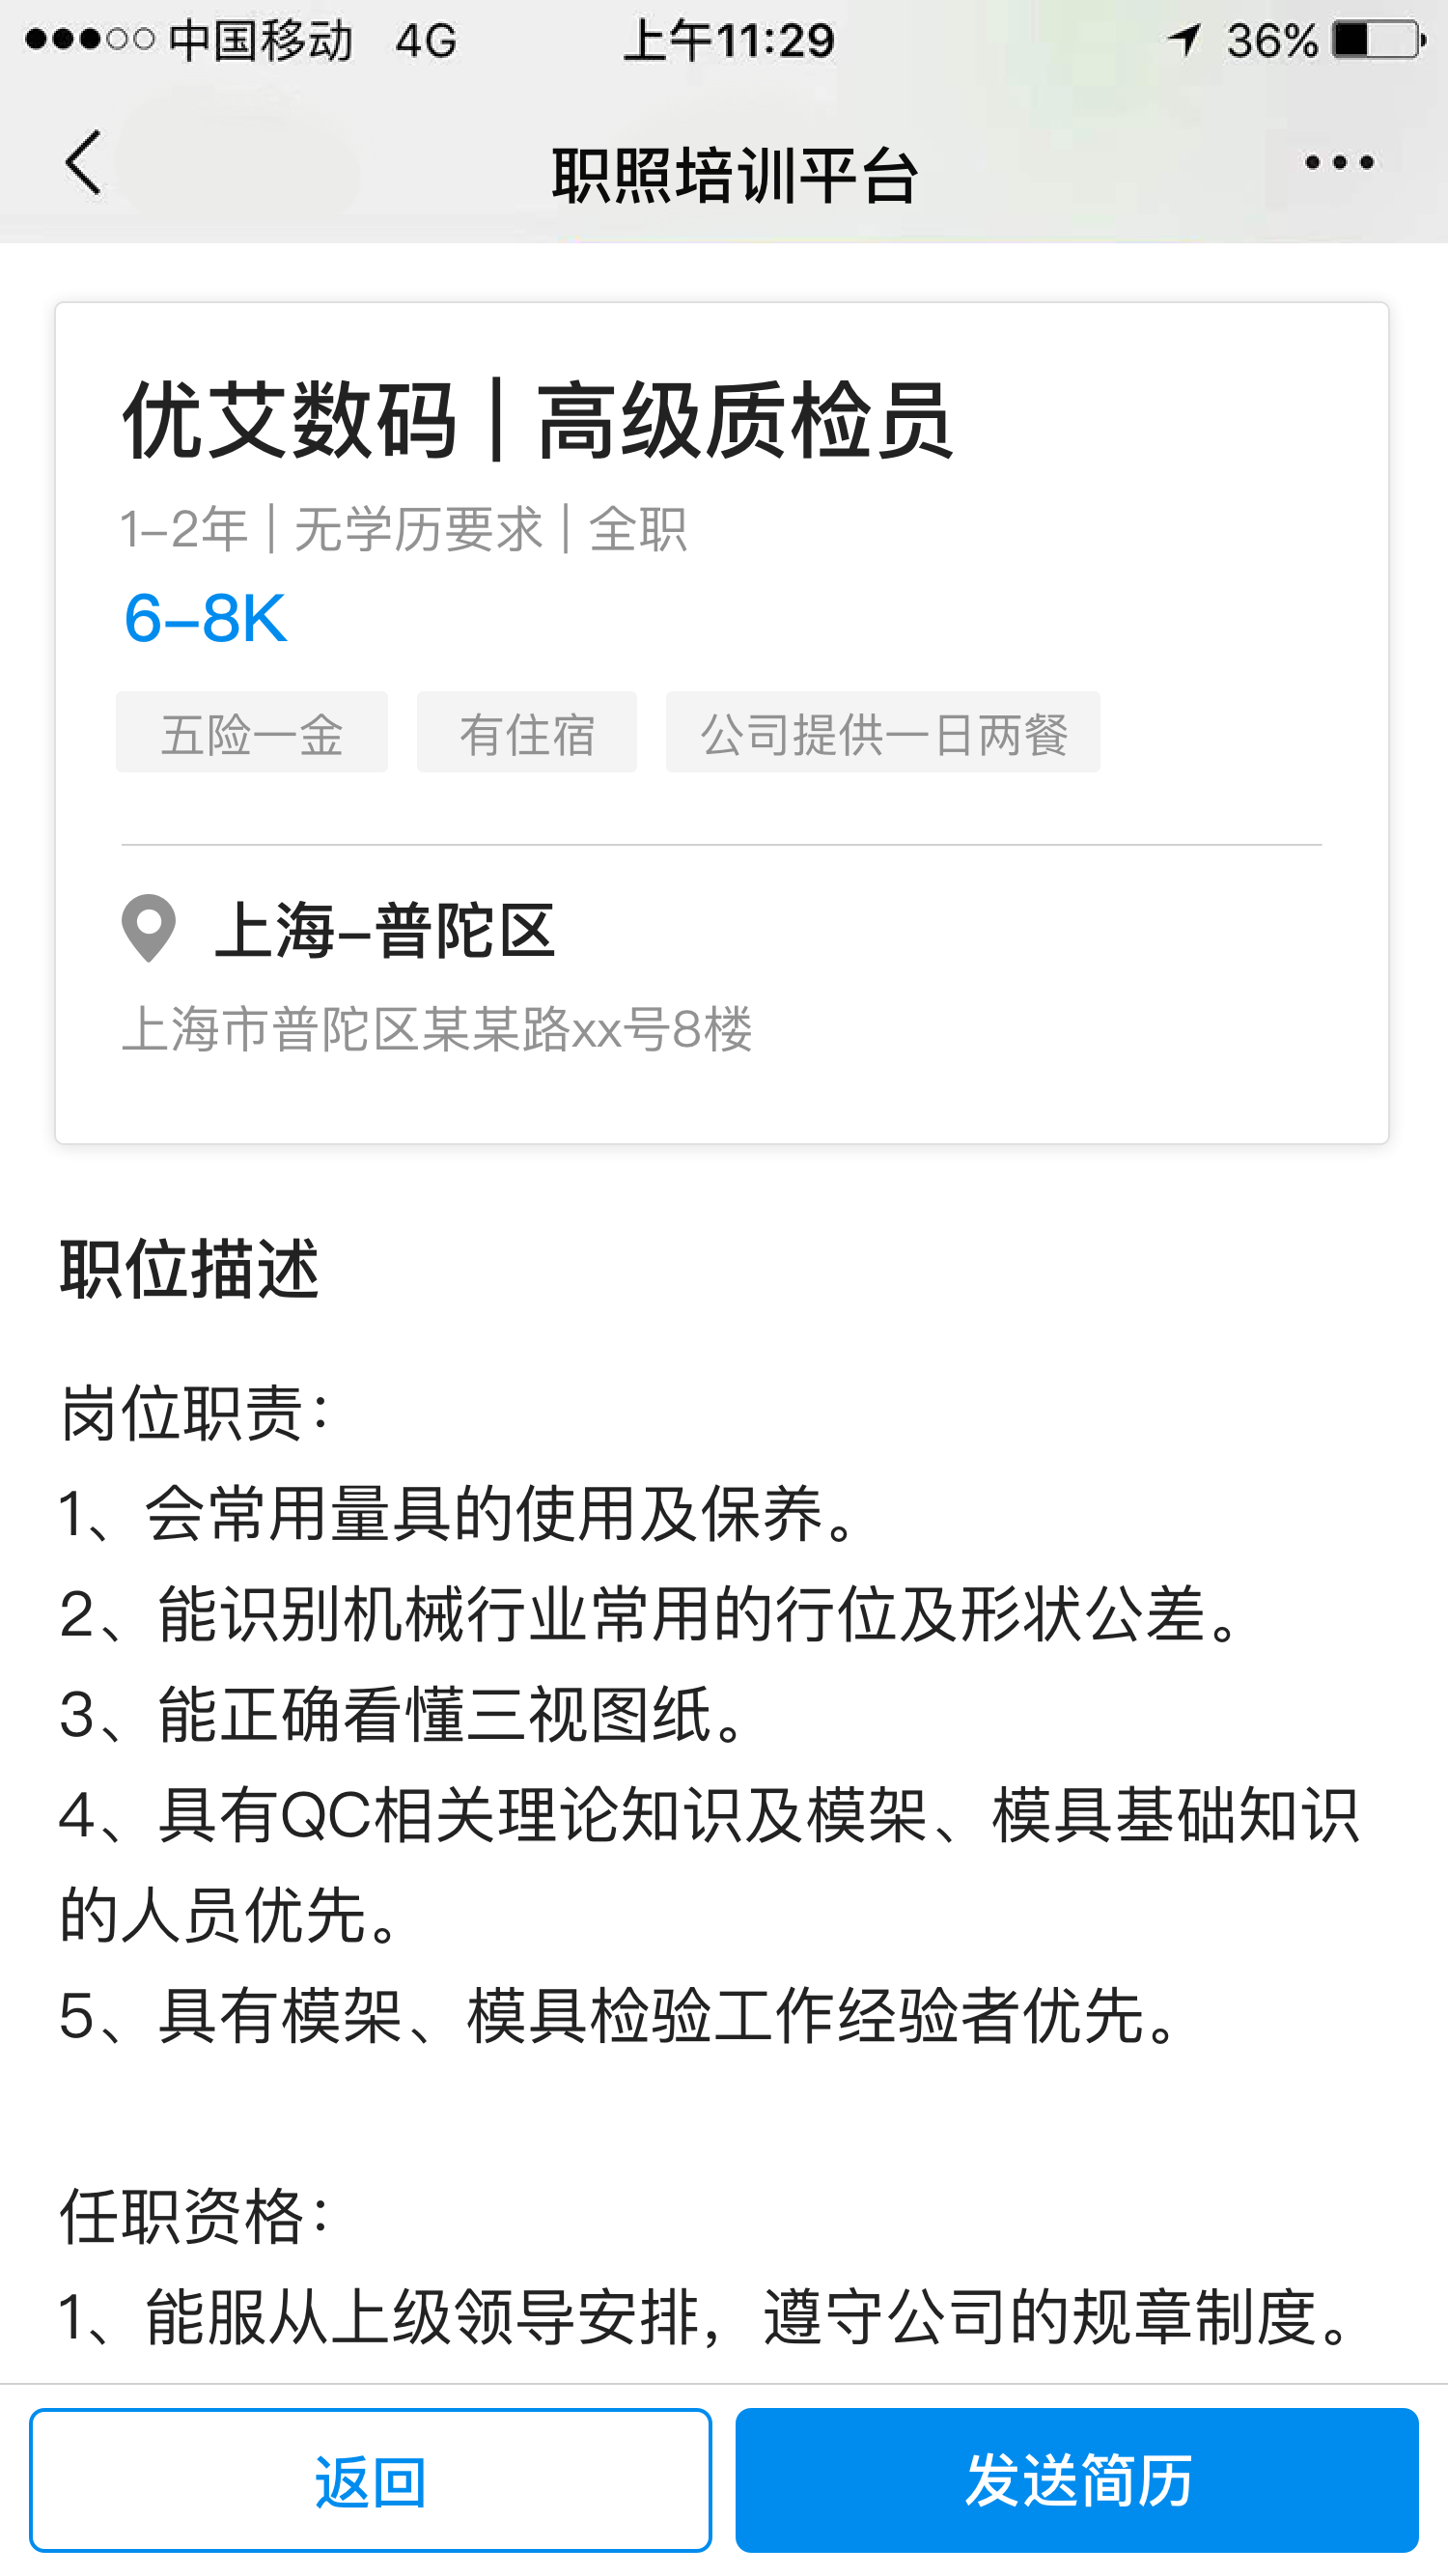 中国移动 4G 上午11:29 36%
职照培训平台
优艾数码 | 高级质检员
1-2年 | 无学历要求 | 全职
6-8K
五险一金 有住宿 公司提供一日两餐
上海-普陀区
上海市普陀区某某路xx号8楼
职位描述
岗位职责：
1、会常用量具的使用及保养。
2、能识别机械行业常用的行位及形状公差。
3、能正确看懂三视图纸。
4、具有QC相关理论知识及模架、模具基础知识
的人员优先。
5、具有模架、模具检验工作经验者优先。
任职资格：
1、能服从上级领导安排，遵守公司的规章制度。
返回 发送简历